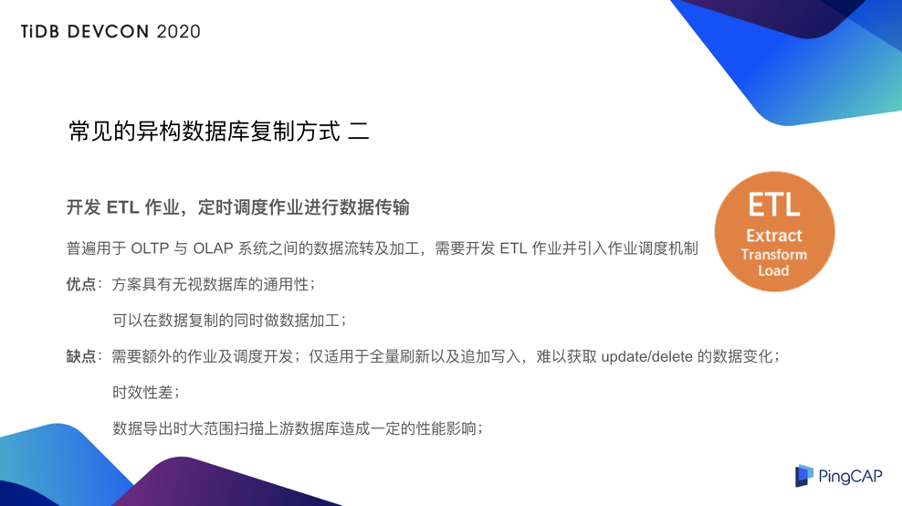 TiDB DEVCON 2020
常见的异构数据库复制方式 二
开发 ETL 作业，定时调度作业进行数据传输
普遍用于 OLTP 与 OLAP 系统之间的数据流转及加工，需要开发 ETL 作业并引入作业调度机制
优点：方案具有无视数据库的通用性；
可以在数据复制的同时做数据加工；
缺点：需要额外的作业及调度开发；仅适用于全量刷新以及追加写入，难以获取 update/delete 的数据变化；
时效性差；
数据导出时大范围扫描上游数据库造成一定的性能影响；
ETL
Extract
Transform
Load
PingCAP